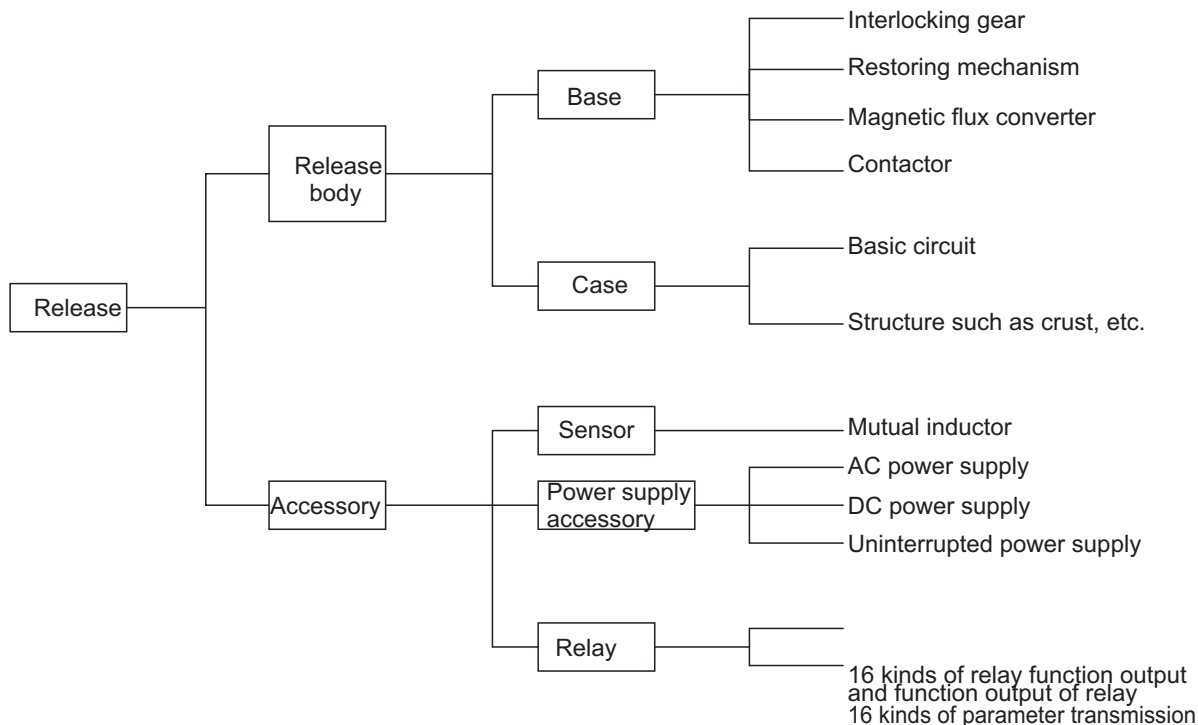 Release
Release
body
Accessory
Base
Case
Sensor
Power supply
accessory
Relay
Interlocking gear
Restoring mechanism
Magnetic flux converter
Contactor
Basic circuit
Structure such as crust, etc.
Mutual inductor
AC power supply
DC power supply
Uninterrupted power supply
16 kinds of relay function output
and function output of relay
16 kinds of parameter transmission